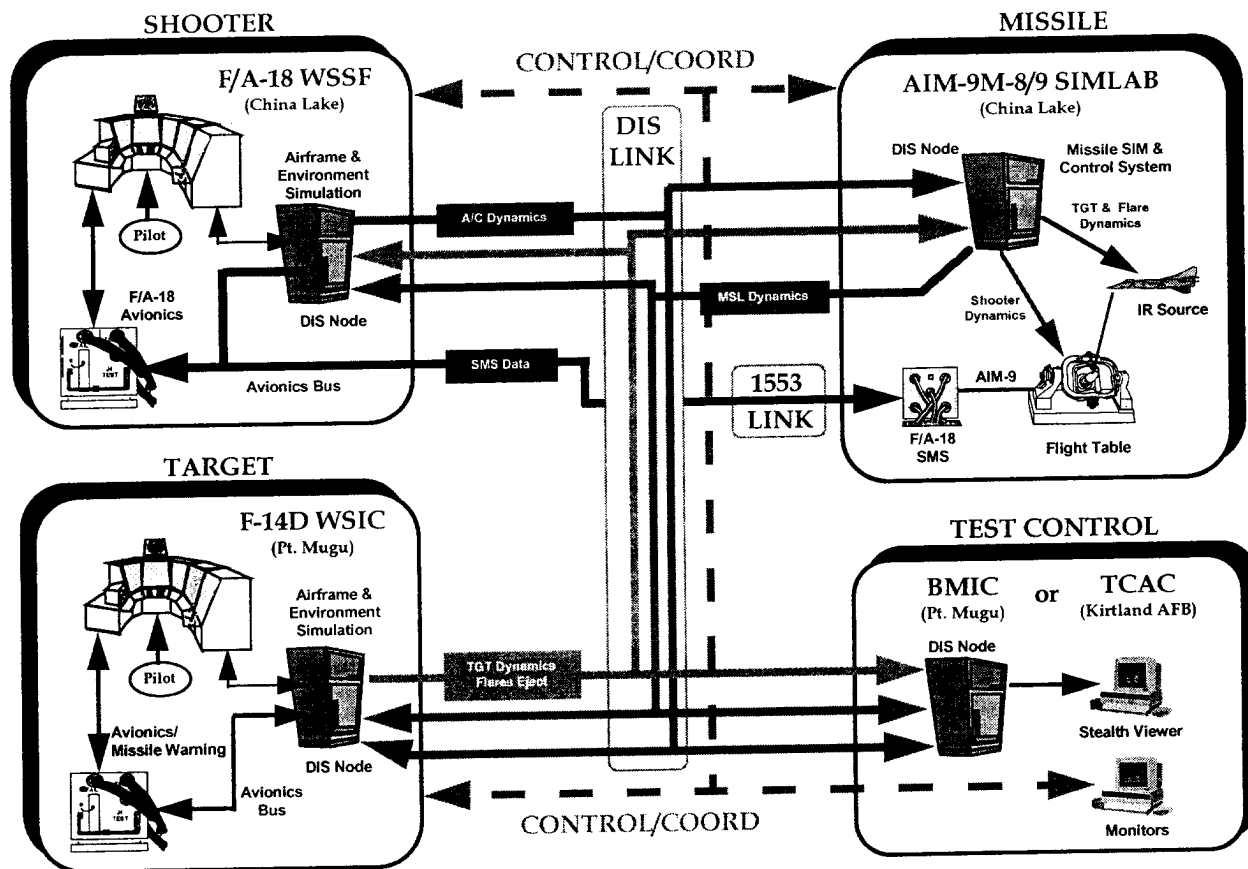 SHOOTER
F/A-18 WSSF
(China Lake)
Airframe &
Environment
Simulation
Pilot
F/A-18
Avionics
DIS Node
J4
TEST
Avionics Bus
CONTROL/COORD
DIS
LINK
A/C Dynamics
MSL Dynamics
SMS Data
1553
LINK
MISSILE
AIM-9M-8/9 SIMLAB
(China Lake)
DIS Node
Missile SIM &
Control System
TGT & Flare
Dynamics
Shooter
Dynamics
IR Source
AIM-9
F/A-18
SMS
Flight Table
TARGET
F-14D WSIC
(Pt. Mugu)
Airframe &
Environment
Simulation
Pilot
Avionics/
Missile Warning
DIS Node
J4
TEST
Avionics
Bus
TGT Dynamics
Flares Eject
CONTROL/COORD
TEST CONTROL
BMIC or TCAC
(Pt. Mugu) (Kirtland AFB)
DIS Node
Stealth Viewer
Monitors